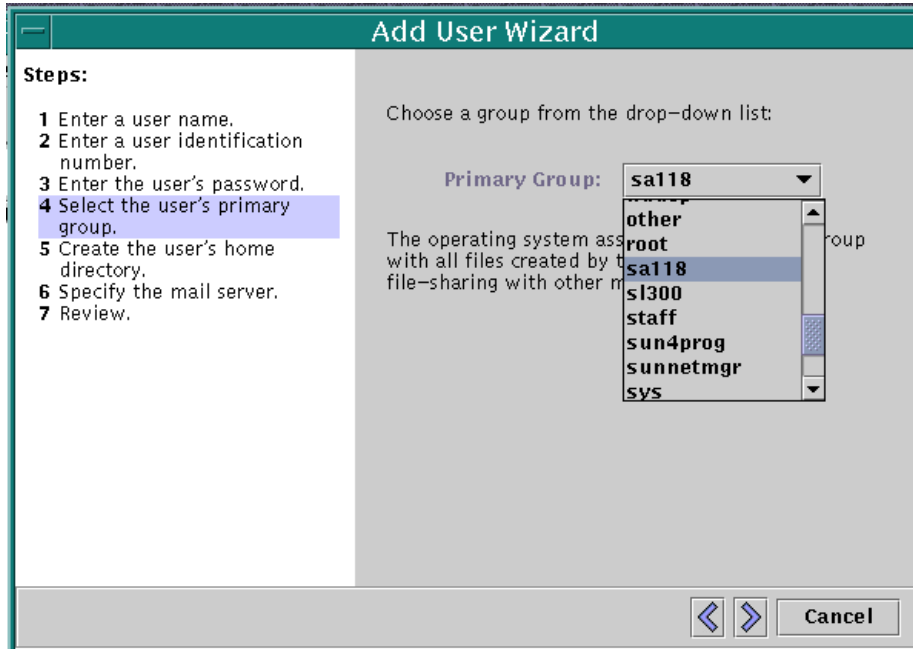 Add User Wizard
Steps:
1 Enter a user name.
2 Enter a user identification
number.
3 Enter the user's password.
4 Select the user's primary
group.
5 Create the user's home
directory.
6 Specify the mail server.
7 Review.
Choose a group from the drop-down list:
Primary Group: sa118
other
root
sa118
sl300
staff
sun4prog
sunnetmgr
sys
The operating system roup
with all files created by
file-sharing with other
Cancel